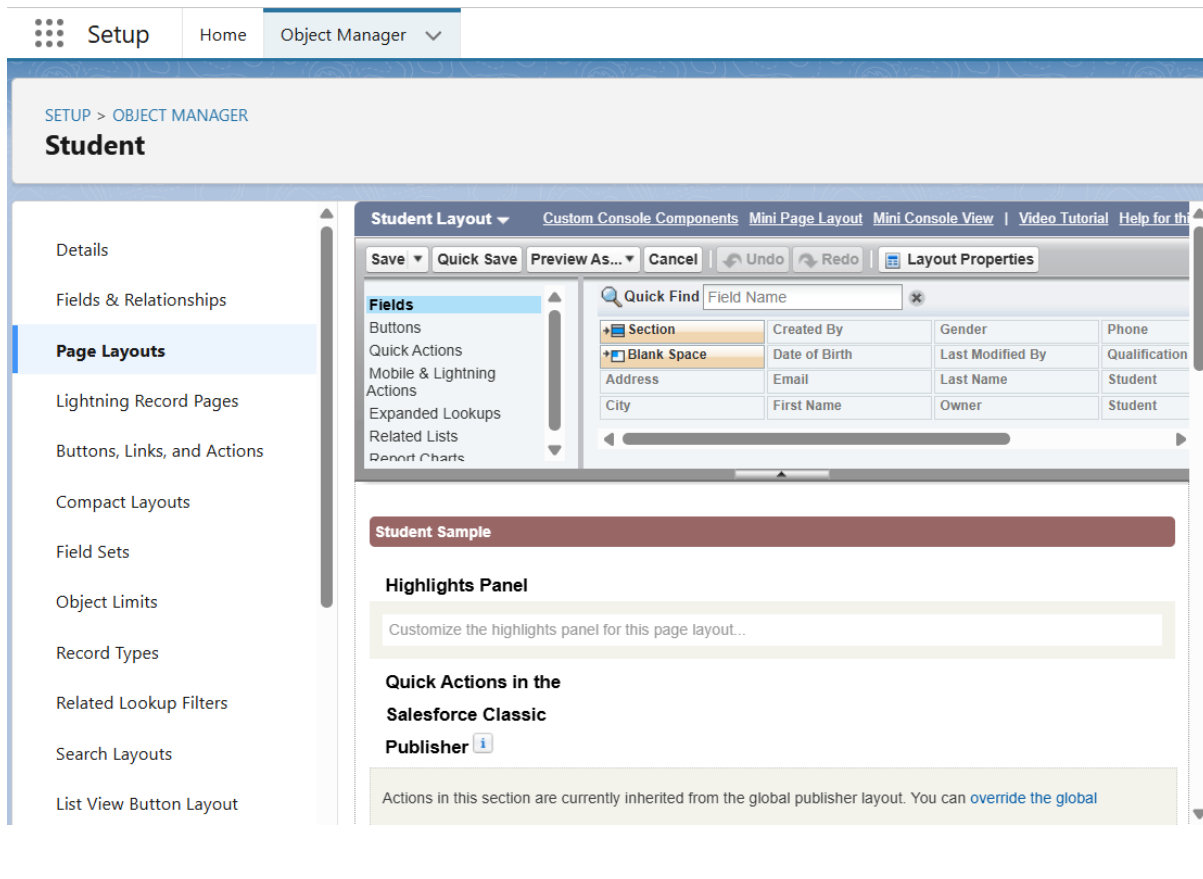 Setup Home Object Manager
SETUP > OBJECT MANAGER
Student
Details
Fields & Relationships
Page Layouts
Lightning Record Pages
Buttons, Links, and Actions
Compact Layouts
Field Sets
Object Limits
Record Types
Related Lookup Filters
Search Layouts
List View Button Layout
Student Layout Custom Console Components Mini Page Layout Mini Console View | Video Tutorial Help for thi
Save Quick Save Preview As... Cancel Undo Redo Layout Properties
Fields
Buttons
Quick Actions
Mobile & Lightning
Actions
Expanded Lookups
Related Lists
Report Charts
Quick Find Field Name
Section Created By Gender Phone
Blank Space Date of Birth Last Modified By Qualification
Address Email Last Name Student
City First Name Owner Student
Student Sample
Highlights Panel
Customize the highlights panel for this page layout...
Quick Actions in the
Salesforce Classic
Publisher i
Actions in this section are currently inherited from the global publisher layout. You can override the global